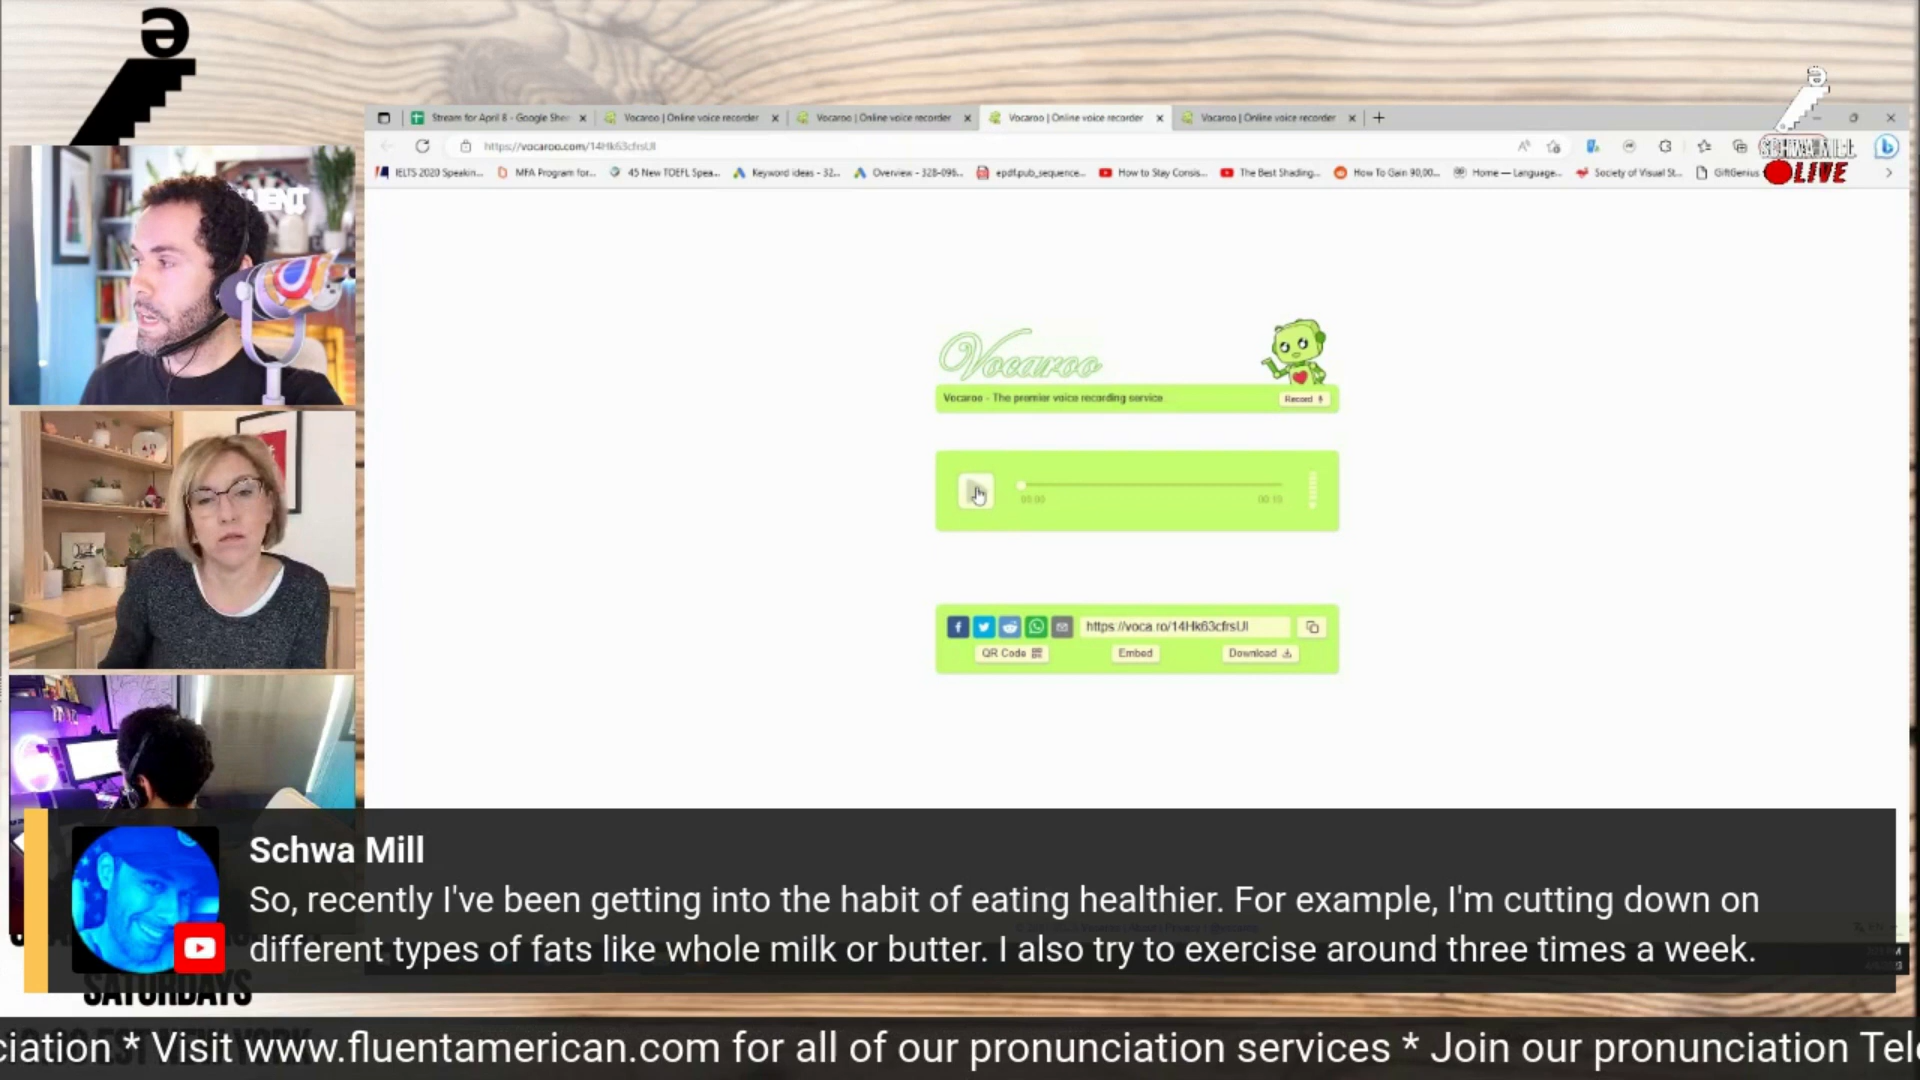 ə
Stream for April 8 - Google Shee
Vocaroo | Online voice recorder
Vocaroo | Online voice recorder
Vocaroo | Online voice recorder
Vocaroo | Online voice recorder
https://vocaroo.com/14Hk63cfrsUl
IELTS 2020 Speakin...
MFA Program for...
45 New TOEFL Spea...
Keyword ideas - 32...
Overview - 328-096...
epdf.pub_sequence...
How to Stay Consis...
The Best Shading...
How To Gain 90,00...
Home — Language...
Society of Visual St...
GiftGenius
SCHWA MILL
LIVE
Vocaroo
Vocaroo - The premier voice recording service
Record
00:00
https://voca.ro/14Hk63cfrsUl
QR Code
Embed
Download
Schwa Mill
So, recently I've been getting into the habit of eating healthier. For example, I'm cutting down on
different types of fats like whole milk or butter. I also try to exercise around three times a week.
SATURDAYS
ciation * Visit www.fluentamerican.com for all of our pronunciation services * Join our pronunciation Tele